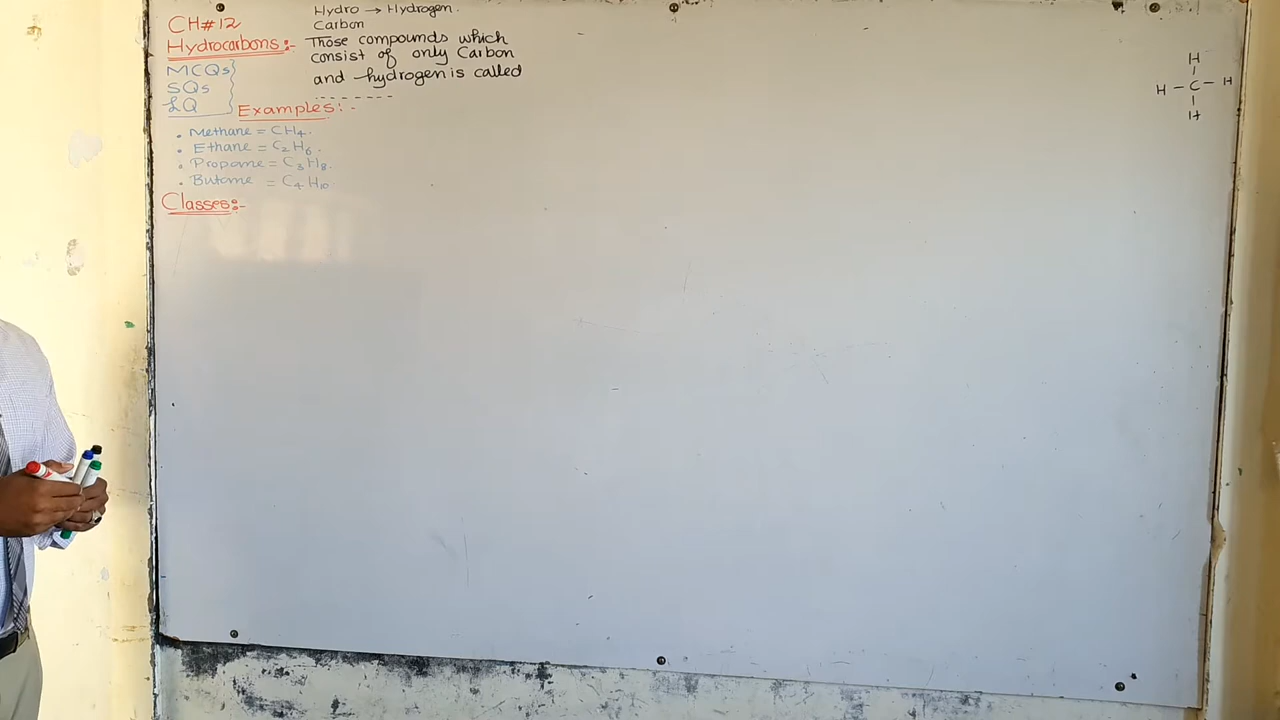 CH#12
Hydrocarbons:-
MCQs
SQs
LQ
Hydro → Hydrogen.
Carbon
Those compounds which
consist of only Carbon
and hydrogen is called
Examples:-
• Methane = CH₄.
• Ethane = C₂H₆.
• Propane = C₃H₈.
• Butane = C₄H₁₀
Classes:-
H
H - C - H
H